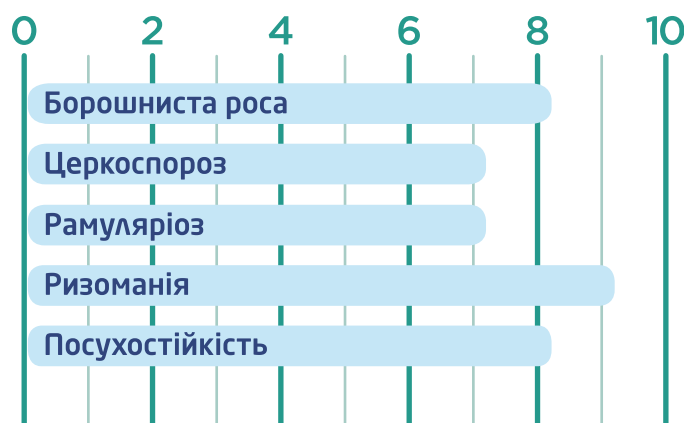 0 2 4 6 8 10
Борошниста роса
Церкоспороз
Рамуляріоз
Ризоманія
Посухостійкість